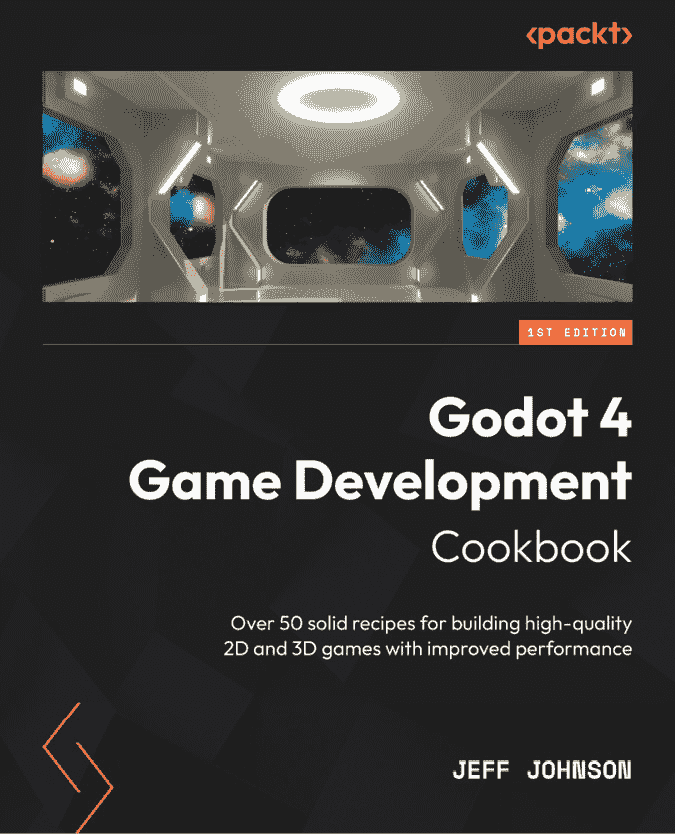 <packt>
1ST EDITION
Godot 4
Game Development
Cookbook
Over 50 solid recipes for building high-quality
2D and 3D games with improved performance
JEFF JOHNSON